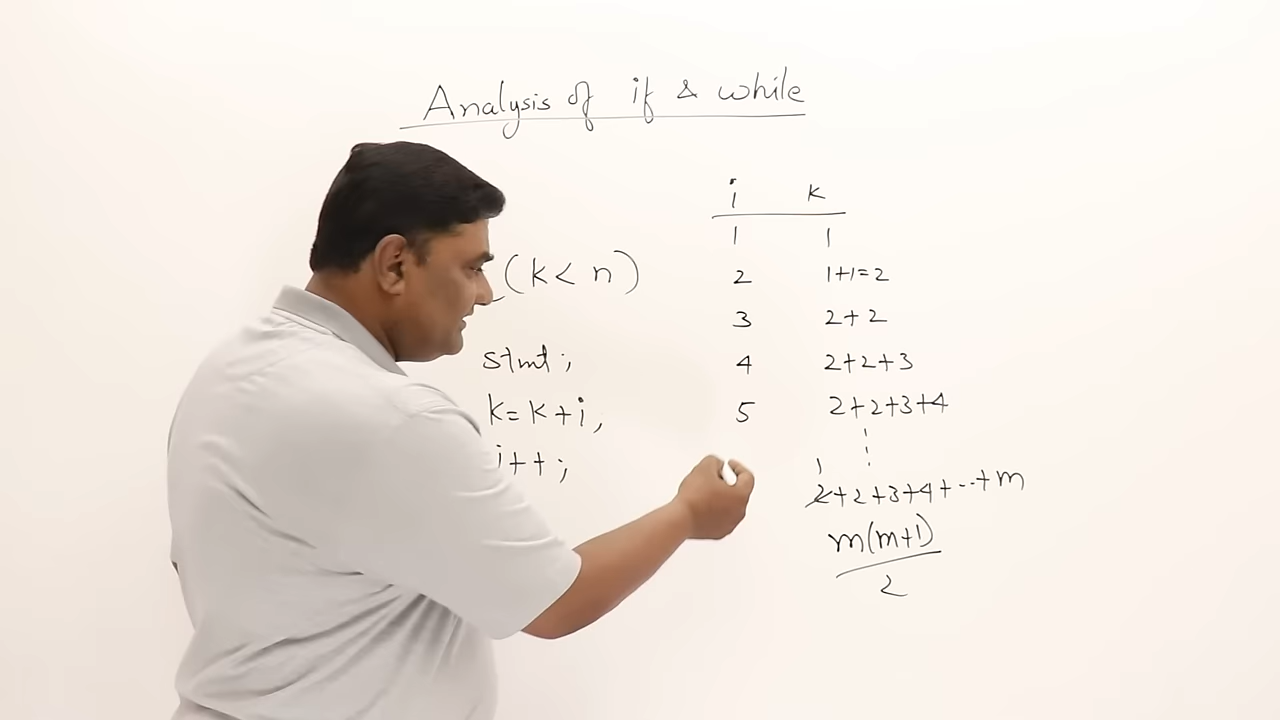 Analysis of if & while
i k
1 1
2 1+1=2
(k < n)
3 2+2
stmt; 4 2+2+3
k = k + i, 5 2+2+3+4
i++;
1
2+2+3+4+--+m
m(m+1)
2